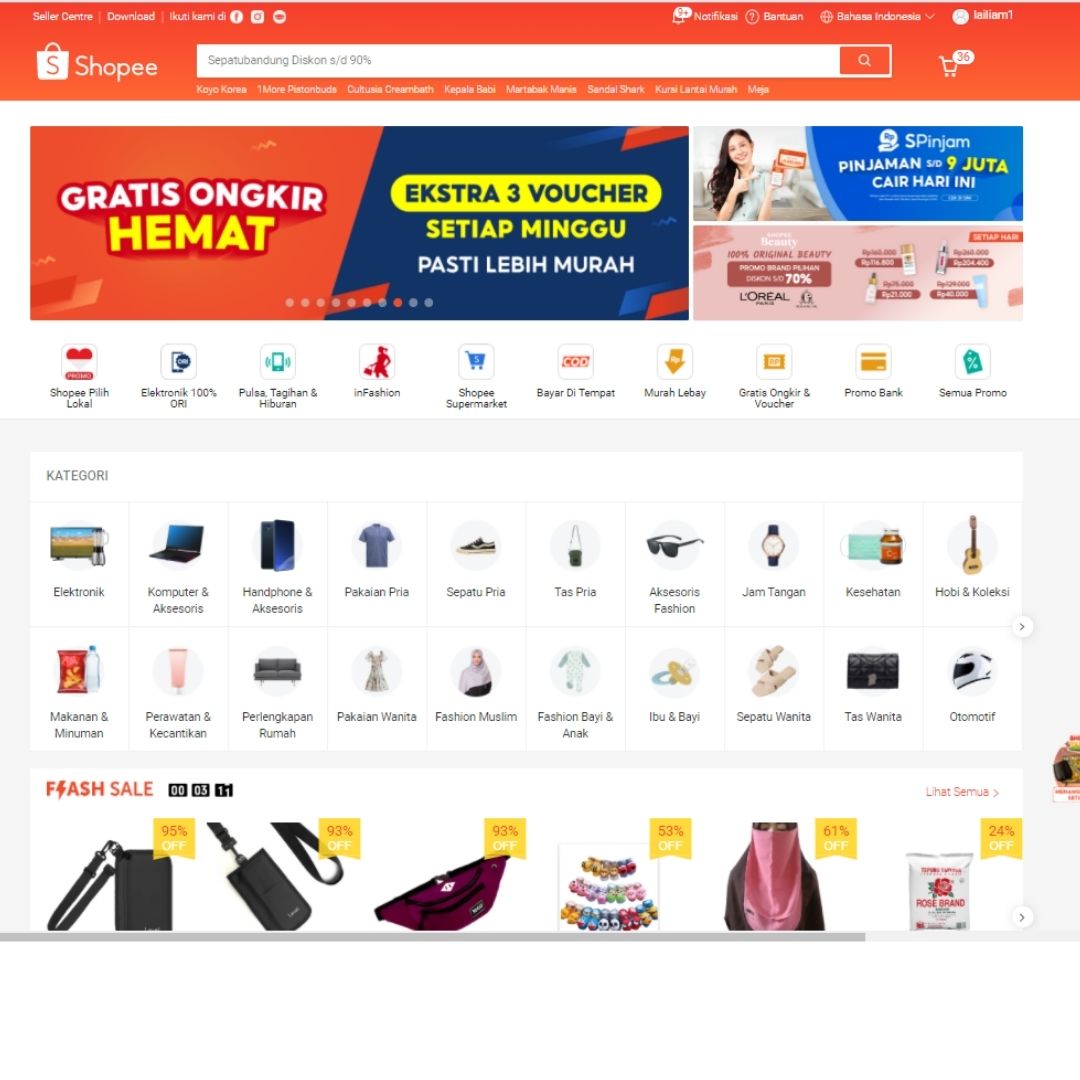 Seller Centre | Download | Ikuti kami di
9+ Notifikasi Bantuan Bahasa Indonesia lailiam1
Shopee
Sepatubandung Diskon s/d 90%
36
Koyo Korea 1More Pistonbuds Cultusia Creambath Kepala Babi Martabak Manis Sandal Shark Kursi Lantai Murah Meja
GRATIS ONGKIR
HEMAT
EKSTRA 3 VOUCHER
SETIAP MINGGU
PASTI LEBIH MURAH
SPinjam
PINJAMAN S/D 9 JUTA
CAIR HARI INI
SETIAP HARI
SHOPEE
Beauty
100% ORIGINAL BEAUTY
PROMO BRAND PILIHAN
DISKON S/D 70%
L'ORÉAL
PARIS
Rp160.000
Rp116.800
Rp260.000
Rp204.400
Rp75.000
Rp21.000
Rp129.000
Rp40.000
PROMO
ORI
COD
Shopee Pilih
Lokal
Elektronik 100%
ORI
Pulsa, Tagihan &
Hiburan
inFashion
Shopee
Supermarket
Bayar Di Tempat
Murah Lebay
Gratis Ongkir &
Voucher
Promo Bank
Semua Promo
KATEGORI
Elektronik
Komputer &
Aksesoris
Handphone &
Aksesoris
Pakaian Pria
Sepatu Pria
Tas Pria
Aksesoris
Fashion
Jam Tangan
Kesehatan
Hobi & Koleksi
Makanan &
Minuman
Perawatan &
Kecantikan
Perlengkapan
Rumah
Pakaian Wanita
Fashion Muslim
Fashion Bayi &
Anak
Ibu & Bayi
Sepatu Wanita
Tas Wanita
Otomotif
FLASH SALE 00 03 11
Lihat Semua
95%
OFF
93%
OFF
93%
OFF
53%
OFF
61%
OFF
24%
OFF
ROSE BRAND